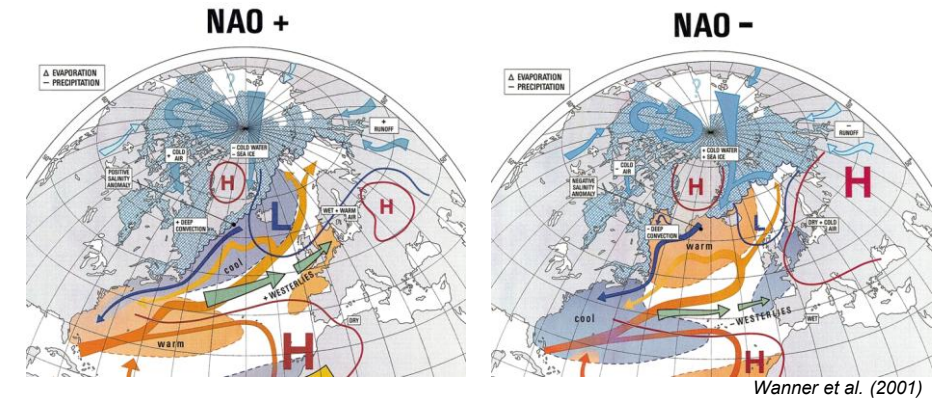 NAO +
△ EVAPORATION
— PRECIPITATION
+
RUNOFF
+
COLD
AIR
- COLD WATER
- SEA ICE
POSITIVE
SALINITY
ANOMALY
H
H
WET + WARM
AIR
L
+ DEEP
CONVECTION
cool
+ WESTERLIES
DRY
warm
H
NAO -
△ EVAPORATION
— PRECIPITATION
-
RUNOFF
COLD
AIR
+ COLD WATER
+ SEA ICE
NEGATIVE
SALINITY
ANOMALY
H
H
L
DRY + COLD
AIR
- DEEP
CONVECTION
warm
cool
- WESTERLIES
WET
H
Wanner et al. (2001)